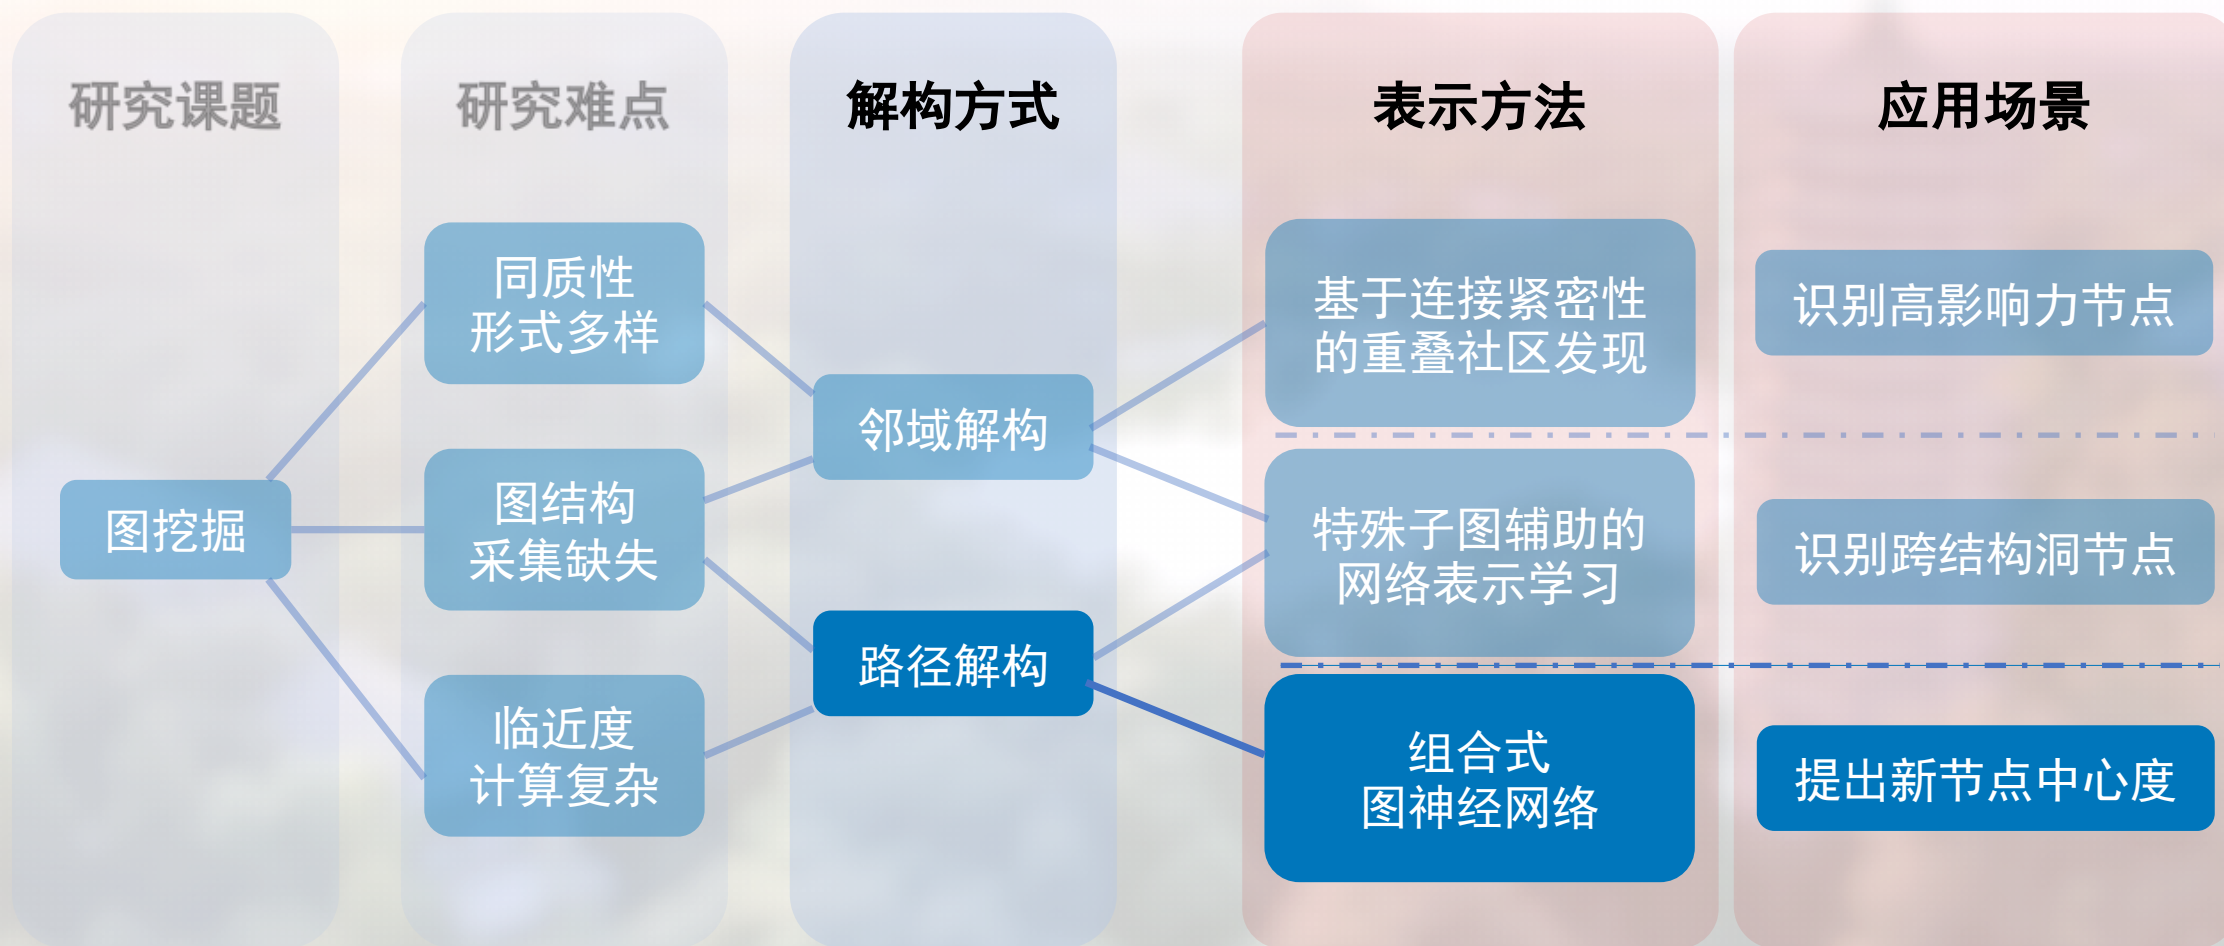 研究课题
研究难点
解构方式
表示方法
应用场景
图挖掘
同质性
形式多样
图结构
采集缺失
临近度
计算复杂
邻域解构
路径解构
基于连接紧密性
的重叠社区发现
特殊子图辅助的
网络表示学习
组合式
图神经网络
识别高影响力节点
识别跨结构洞节点
提出新节点中心度